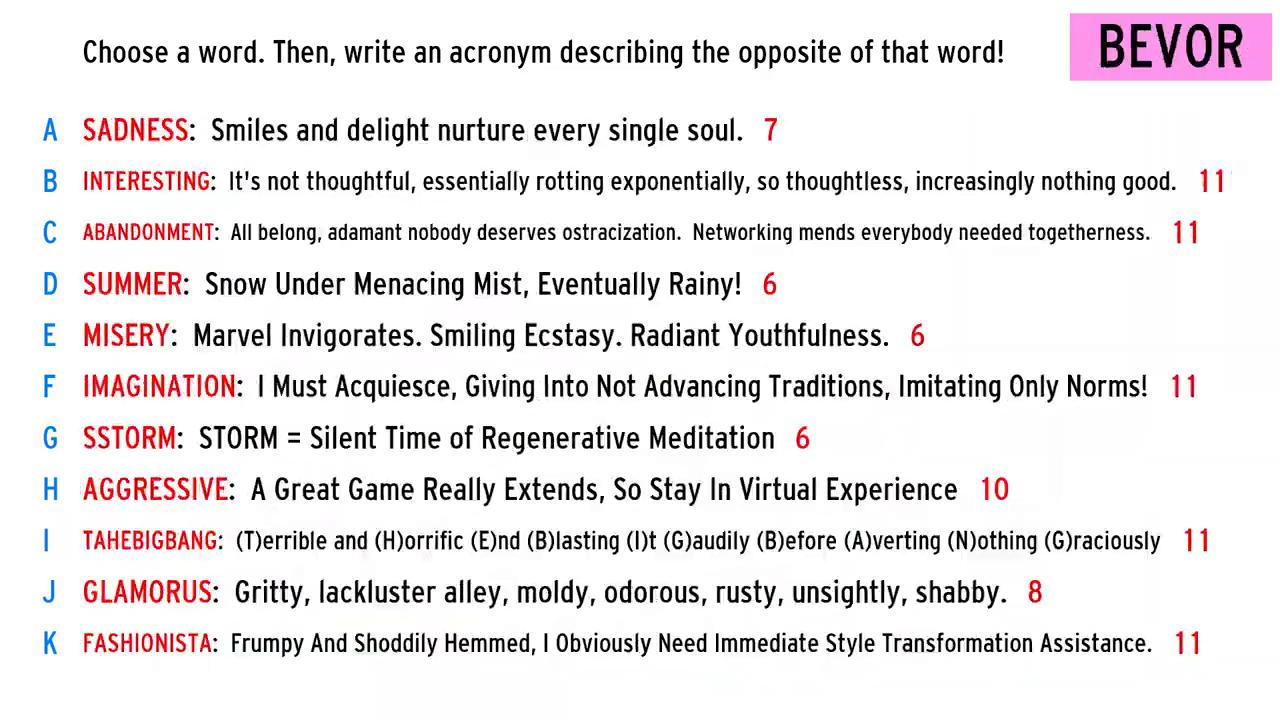 Choose a word. Then, write an acronym describing the opposite of that word!
BEVOR
A SADNESS: Smiles and delight nurture every single soul. 7
B INTERESTING: It's not thoughtful, essentially rotting exponentially, so thoughtless, increasingly nothing good. 11
C ABANDONMENT: All belong, adamant nobody deserves ostracization. Networking mends everybody needed togetherness. 11
D SUMMER: Snow Under Menacing Mist, Eventually Rainy! 6
E MISERY: Marvel Invigorates. Smiling Ecstasy. Radiant Youthfulness. 6
F IMAGINATION: I Must Acquiesce, Giving Into Not Advancing Traditions, Imitating Only Norms! 11
G SSTORM: STORM = Silent Time of Regenerative Meditation 6
H AGGRESSIVE: A Great Game Really Extends, So Stay In Virtual Experience 10
I TAHEBIGBANG: (T)errible and (H)orrific (E)nd (B)lasting (I)t (G)audily (B)efore (A)verting (N)othing (G)raciously 11
J GLAMORUS: Gritty, lackluster alley, moldy, odorous, rusty, unsightly, shabby. 8
K FASHIONISTA: Frumpy And Shoddily Hemmed, I Obviously Need Immediate Style Transformation Assistance. 11